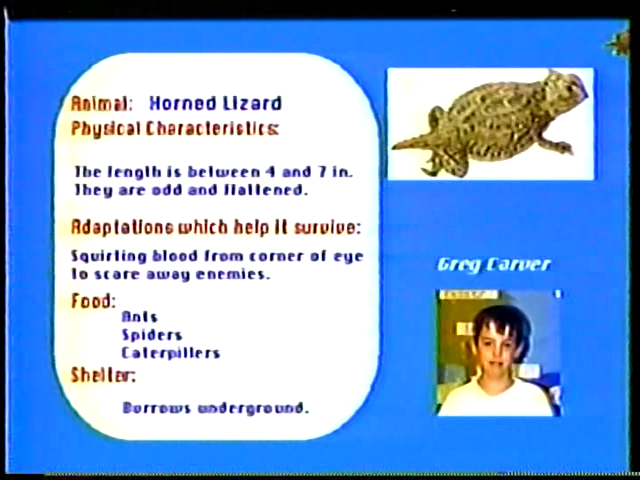 Animal: Horned Lizard
Physical Characteristics:
The length is between 4 and 7 in.
They are odd and flattened.
Adaptations which help it survive:
Squirting blood from corner of eye
to scare away enemies.
Food:
Ants
Spiders
Caterpillers
Shelter:
Burrows underground.
Greg Carver